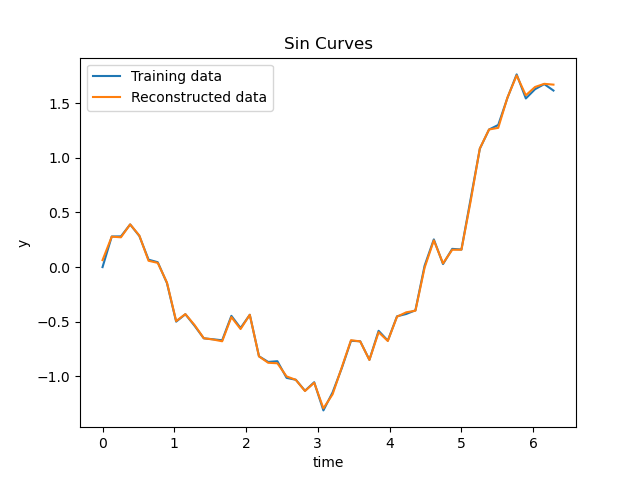 Sin Curves
Training data
Reconstructed data
y
1.5
1.0
0.5
0.0
−0.5
−1.0
0 1 2 3 4 5 6
time